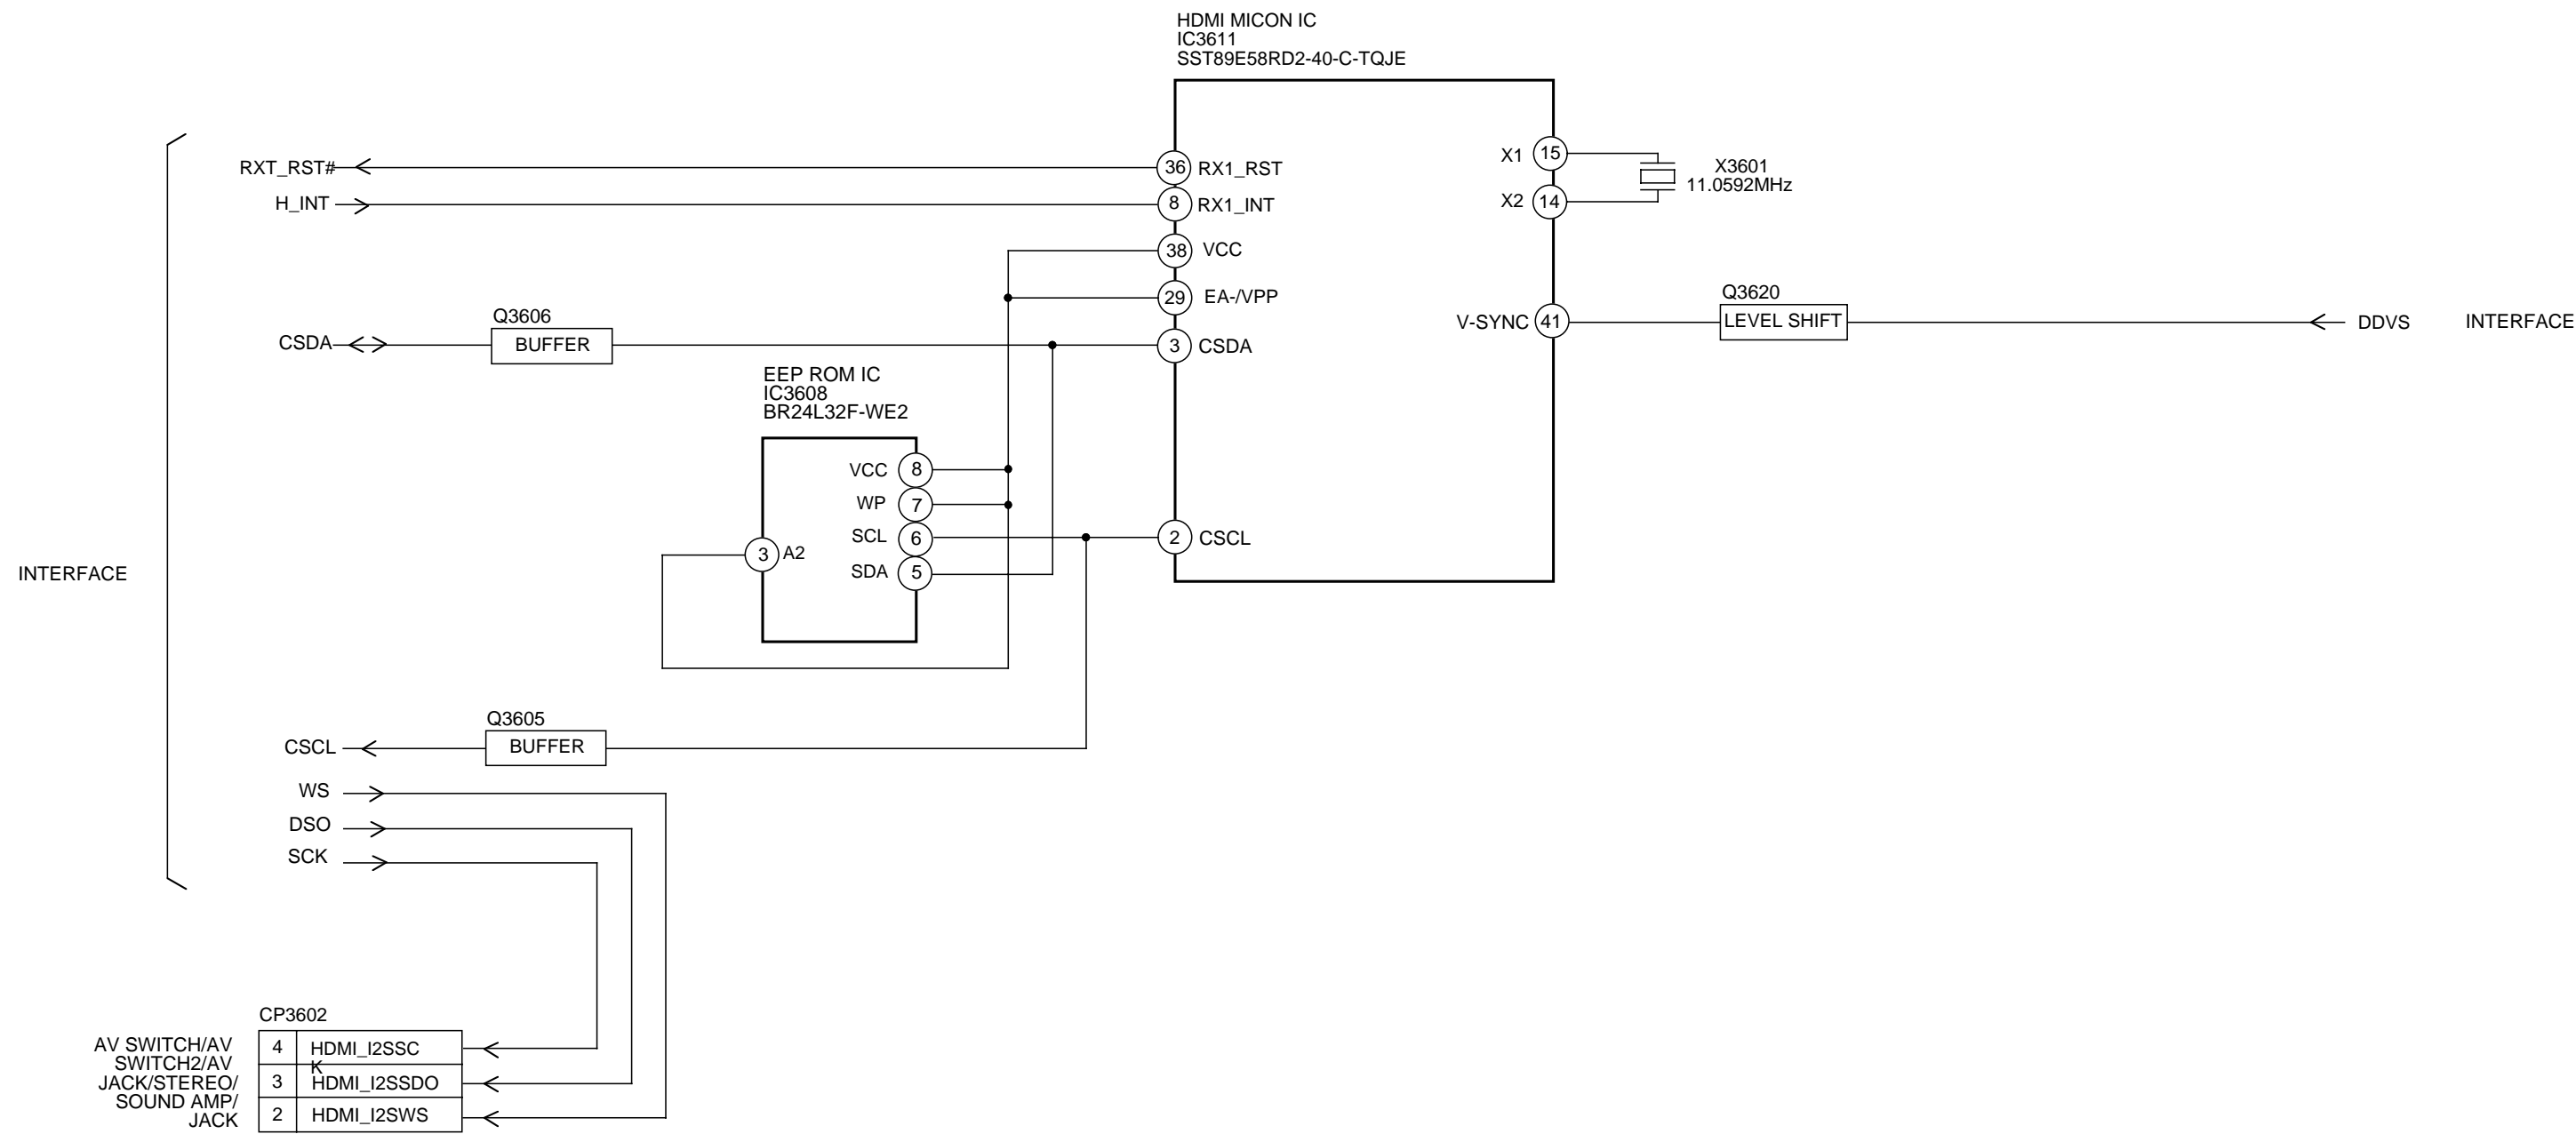 HDMI MICON IC
IC3611
SST89E58RD2-40-C-TQJE
RXT_RST#
36
RX1_RST
X1
15
X3601
11.0592MHz
H_INT
8
RX1_INT
X2
14
38
VCC
29
EA-/VPP
Q3606
CSDA
BUFFER
3
CSDA
V-SYNC
41
Q3620
LEVEL SHIFT
DDVS
INTERFACE
EEP ROM IC
IC3608
BR24L32F-WE2
VCC
8
WP
7
SCL
6
2
CSCL
3
A2
SDA
5
INTERFACE
Q3605
CSCL
BUFFER
WS
DSO
SCK
CP3602
AV SWITCH/AV
SWITCH2/AV
JACK/STEREO/
SOUND AMP/
JACK
4
HDMI_I2SSC
K
3
HDMI_I2SSDO
2
HDMI_I2SWS